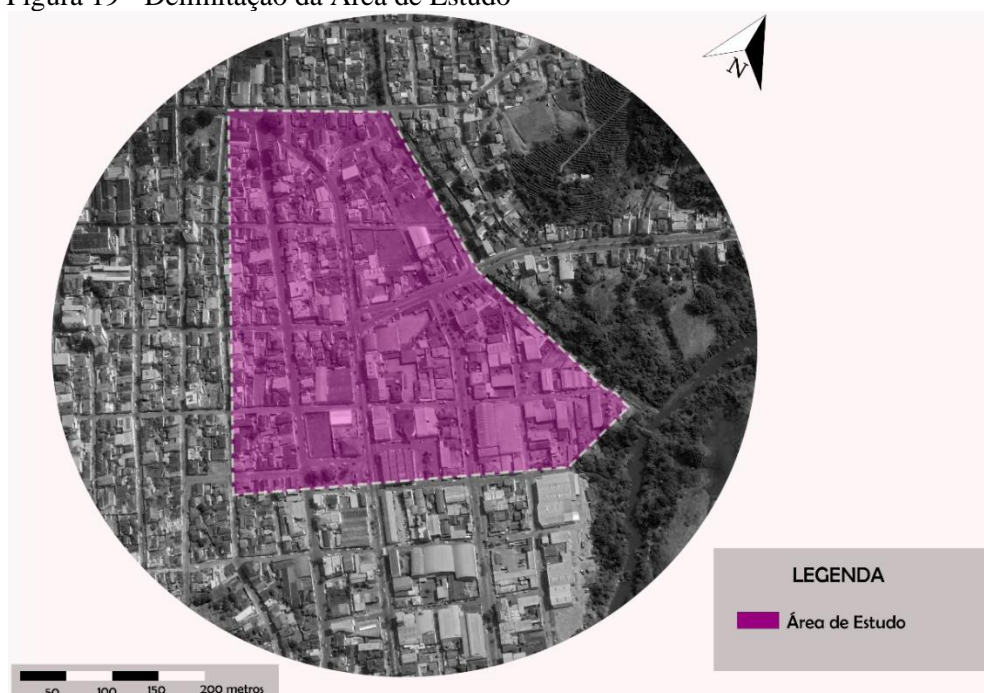 Figura 19 - Delimitação da Área de Estudo
N
LEGENDA
Área de Estudo
50 100 150 200 metros